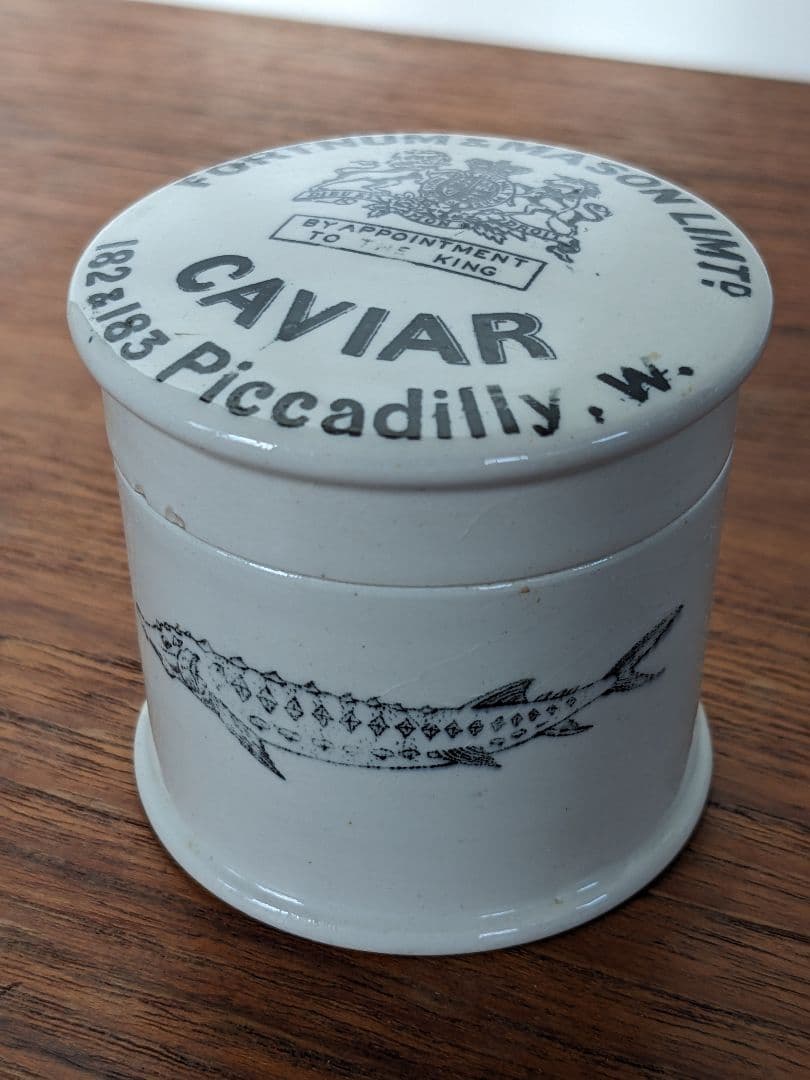 FORTNUM & MASON LIMTD
BY APPOINTMENT
TO THE KING
CAVIAR
182 & 183 Piccadilly, W.